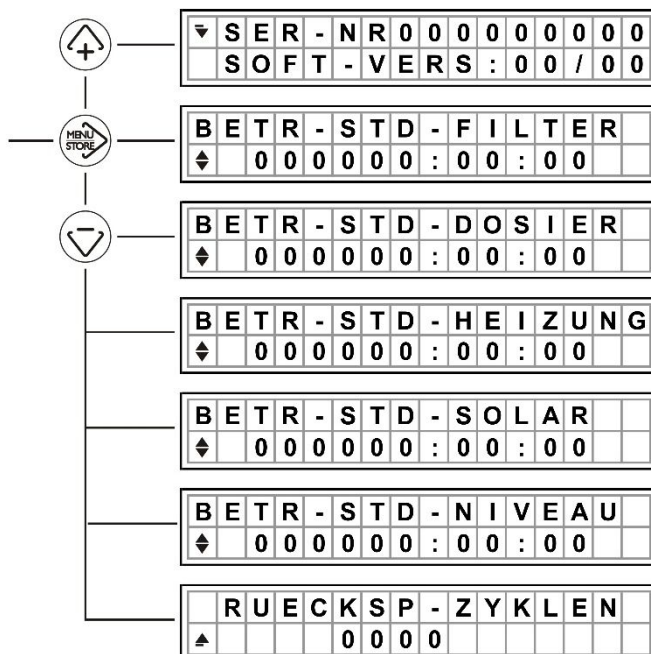 +
SER-NR000000000
SOFT-VERS:00/00
MENU
STORE
BETR-STD-FILTER
000000:00:00
−
BETR-STD-DOSIER
000000:00:00
BETR-STD-HEIZUNG
000000:00:00
BETR-STD-SOLAR
000000:00:00
BETR-STD-NIVEAU
000000:00:00
RUECKSP-ZYKLEN
0000